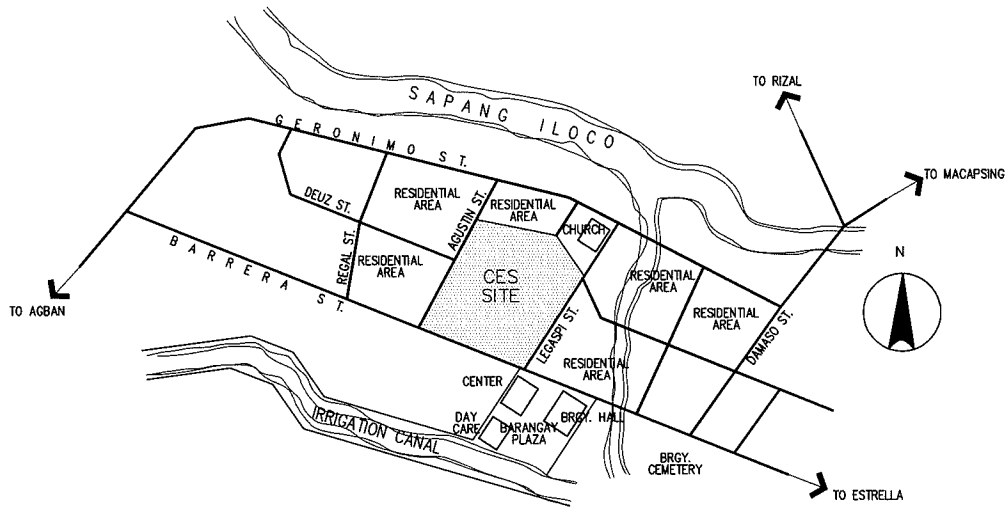 TO RIZAL
SAPANG ILOCO
TO MACAPSING
GERONIMO ST.
DEUZ ST.
RESIDENTIAL
AREA
AGUSTIN ST.
RESIDENTIAL
AREA
CHURCH
BARRERA ST.
REGAL ST.
RESIDENTIAL
AREA
CES
SITE
RESIDENTIAL
AREA
N
TO AGBAN
LEGASPI ST.
RESIDENTIAL
AREA
DAMASO ST.
RESIDENTIAL
AREA
CENTER
DAY
CARE
IRRIGATION CANAL
BARANGAY
PLAZA
BRGY. HALL
BRGY.
CEMETERY
TO ESTRELLA